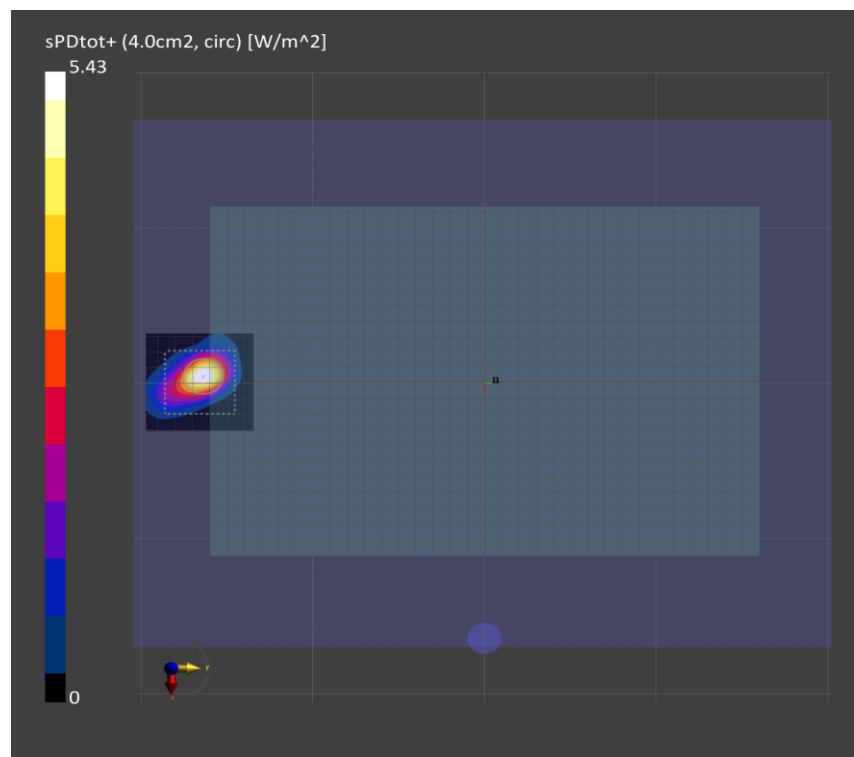 sPDtot+ (4.0cm2, circ) [W/m^2]
5.43
0
y